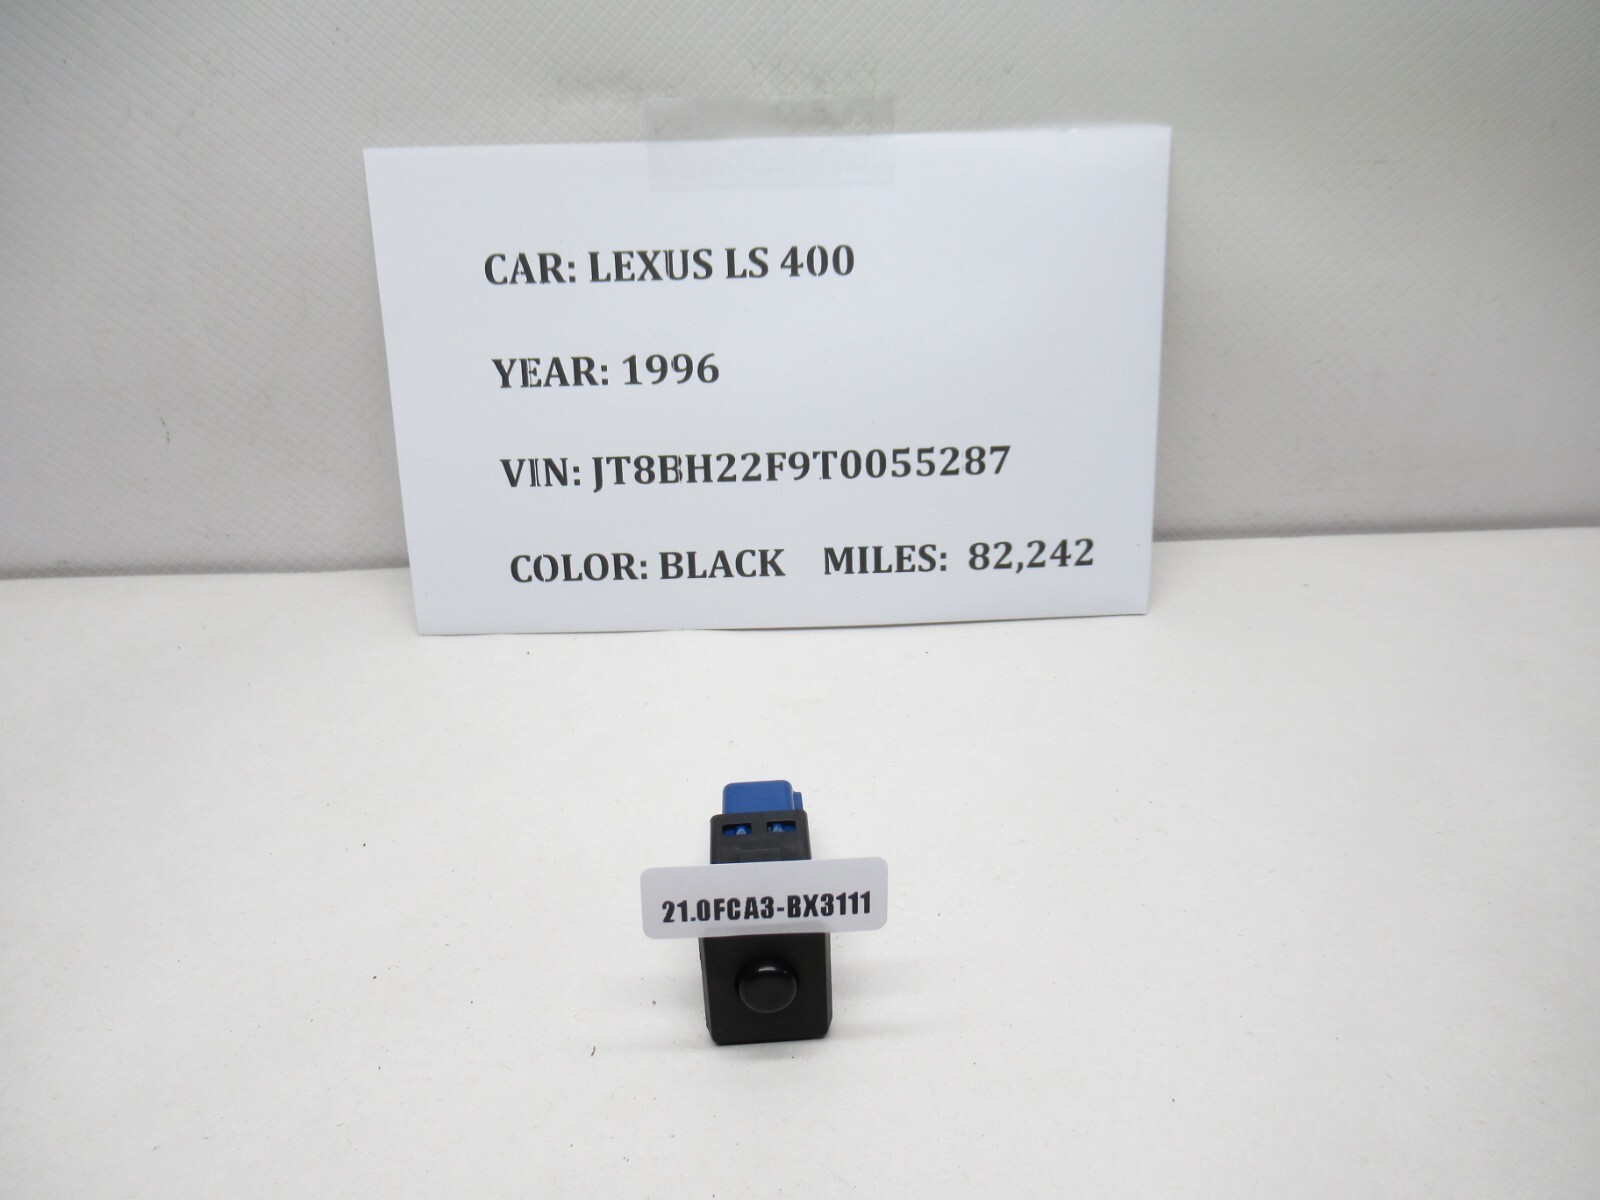 CAR: LEXUS LS 400
YEAR: 1996
VIN: JT8BH22F9T0055287
COLOR: BLACK MILES: 82,242
21.0FCA3-BX3111